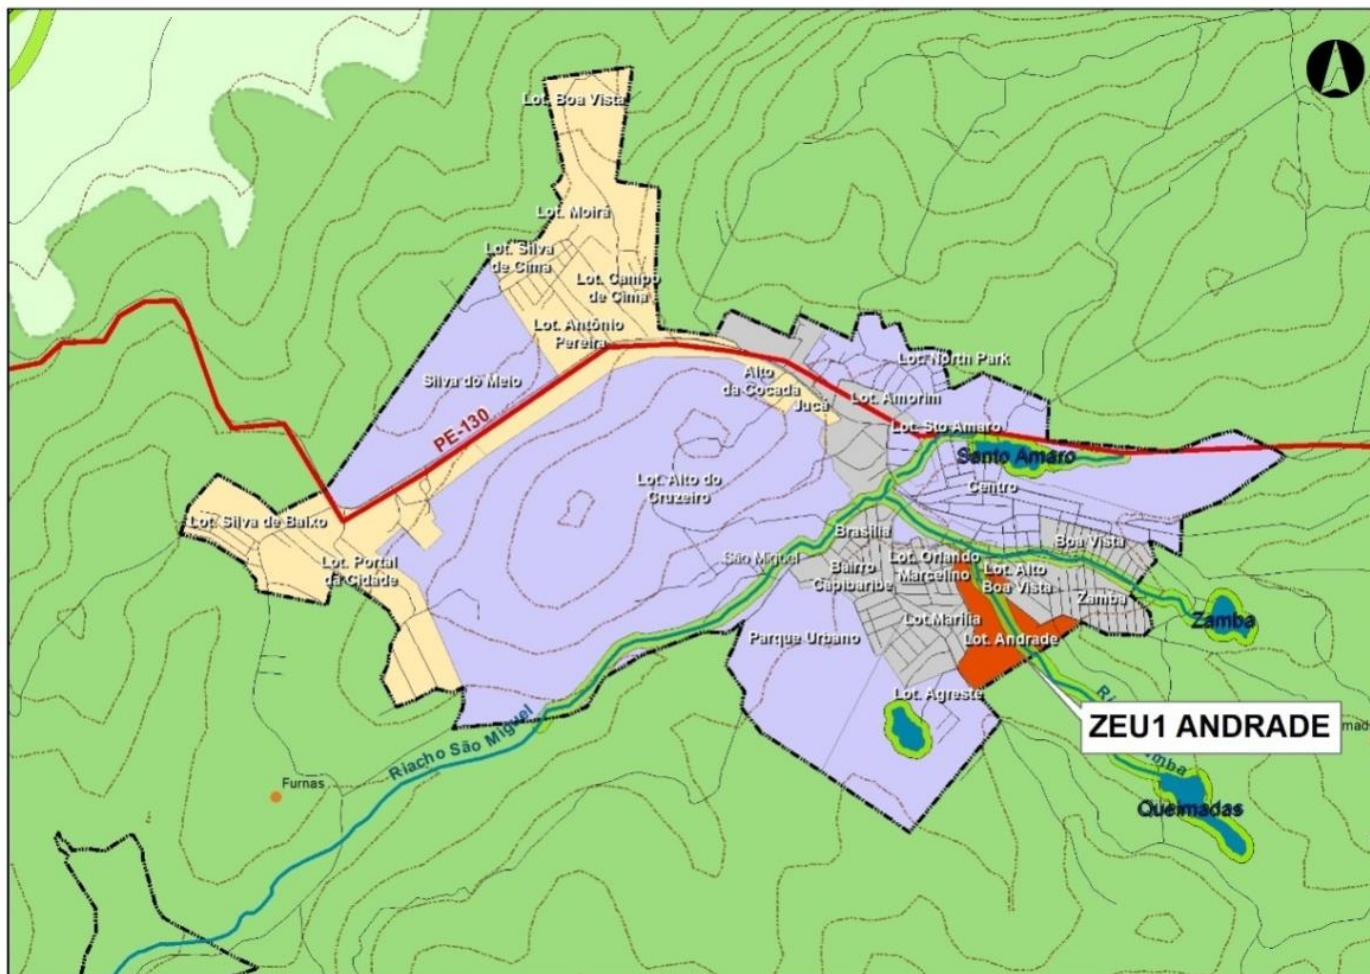 Lot. Boa Vista
Lot. Moira
Lot. Silva
de Cima
Lot. Campo
de Cima
Lot. Antônio
Pereira
Silva do Meio
PE-130
Alto
da Cocada
Juca
Lot. North Park
Lot. Amorim
Lot. Sto Amaro
Santo Amaro
Centro
Lot. Alto do
Cruzeiro
Lot. Silva de Baixo
Lot. Portal
da Cidade
São Miguel
Brasília
Bairro
Capibaribe
Lot. Orlando
Marcelino
Lot. Alto
Boa Vista
Boa Vista
Zamba
Zamba
Lot.Marilia
Lot. Andrade
Parque Urbano
Lot. Agreste
ZEU1 ANDRADE
Riacho São Miguel
Furnas
Queimadas